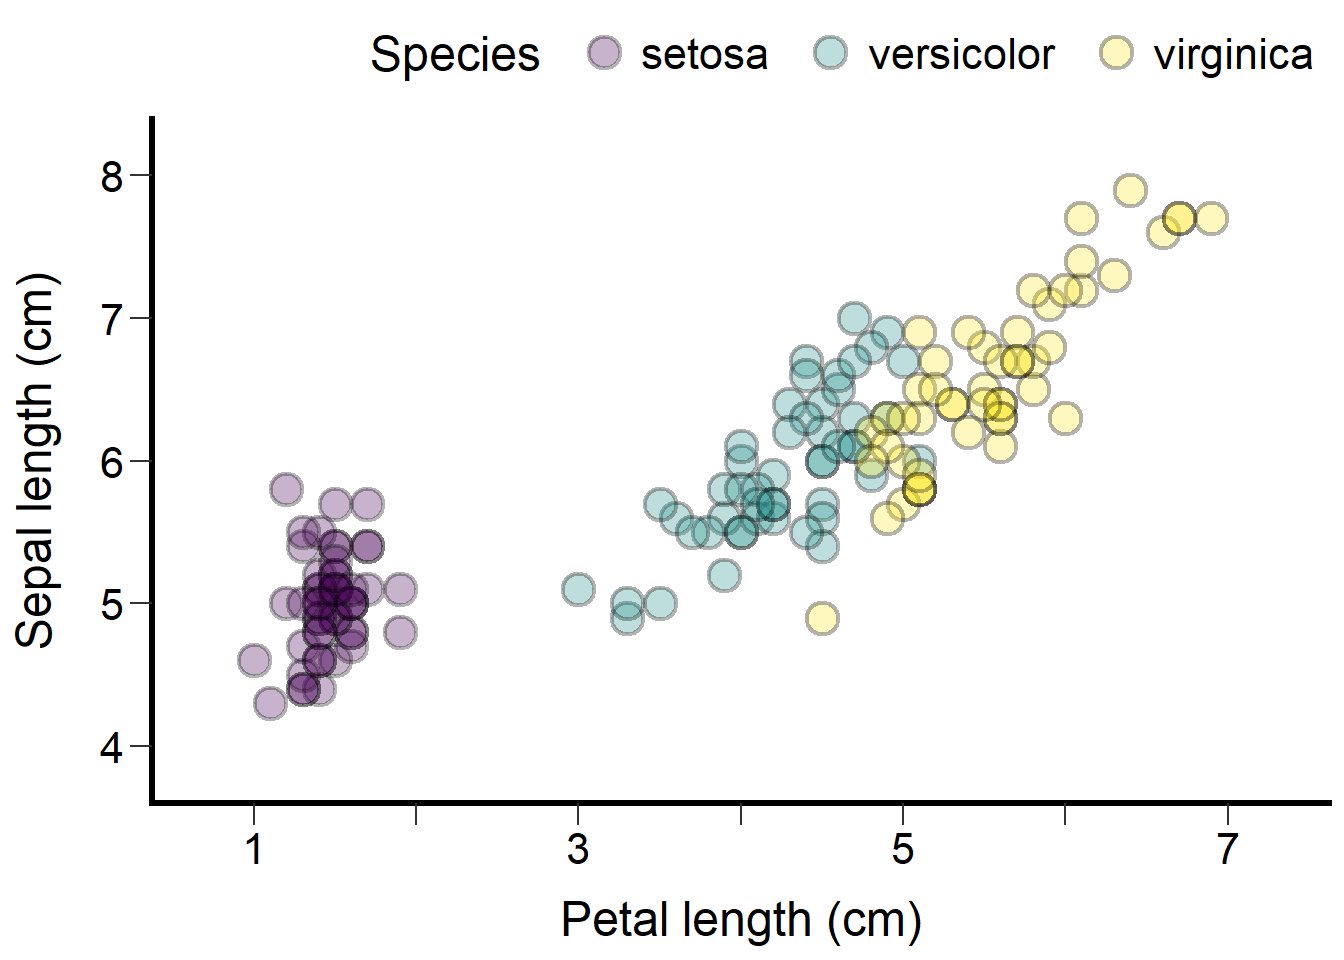 Species setosa versicolor virginica
8
7
6
5
4
Sepal length (cm)
1 3 5 7
Petal length (cm)